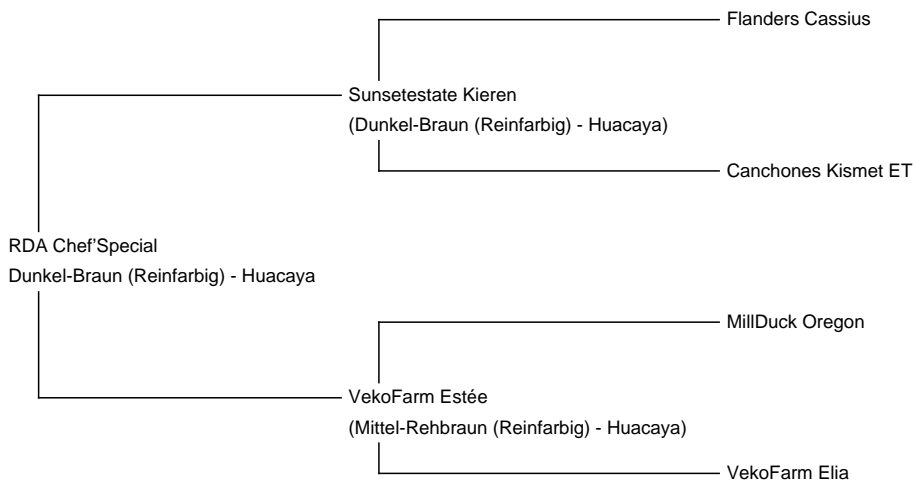 Flanders Cassius
Sunsetestate Kieren
(Dunkel-Braun (Reinfarbig) - Huacaya)
Canchones Kismet ET
RDA Chef'Special
Dunkel-Braun (Reinfarbig) - Huacaya
MillDuck Oregon
VekoFarm Estée
(Mittel-Rehbraun (Reinfarbig) - Huacaya)
VekoFarm Elia